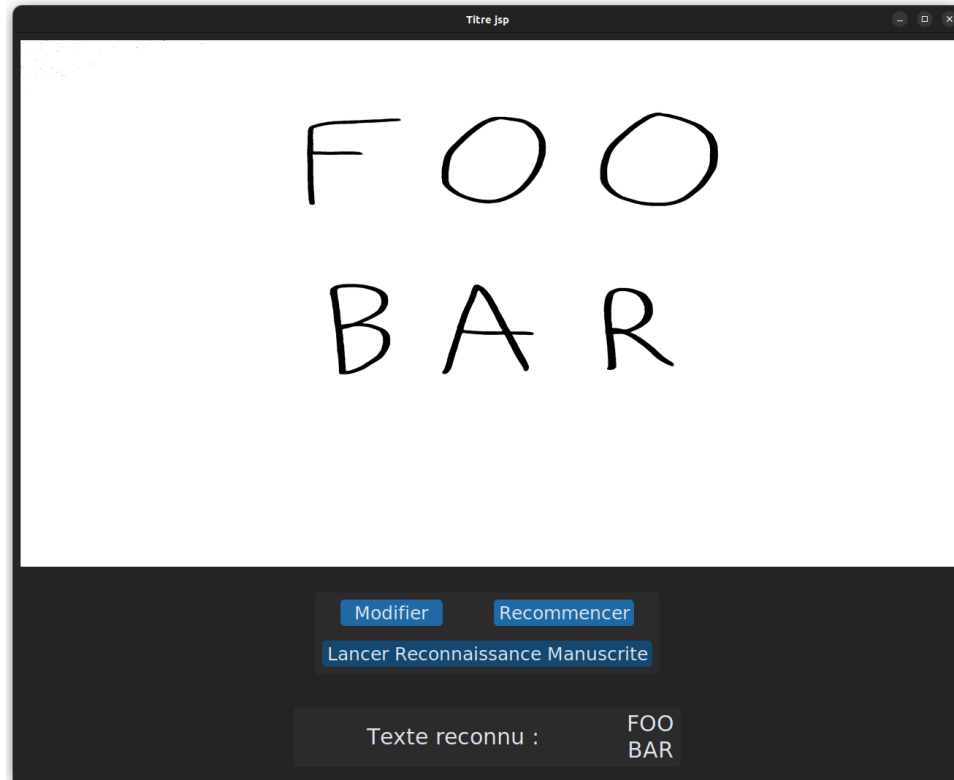 Titre jsp
FOO
BAR
Modifier Recommencer
Lancer Reconnaissance Manuscrite
Texte reconnu : FOO
BAR